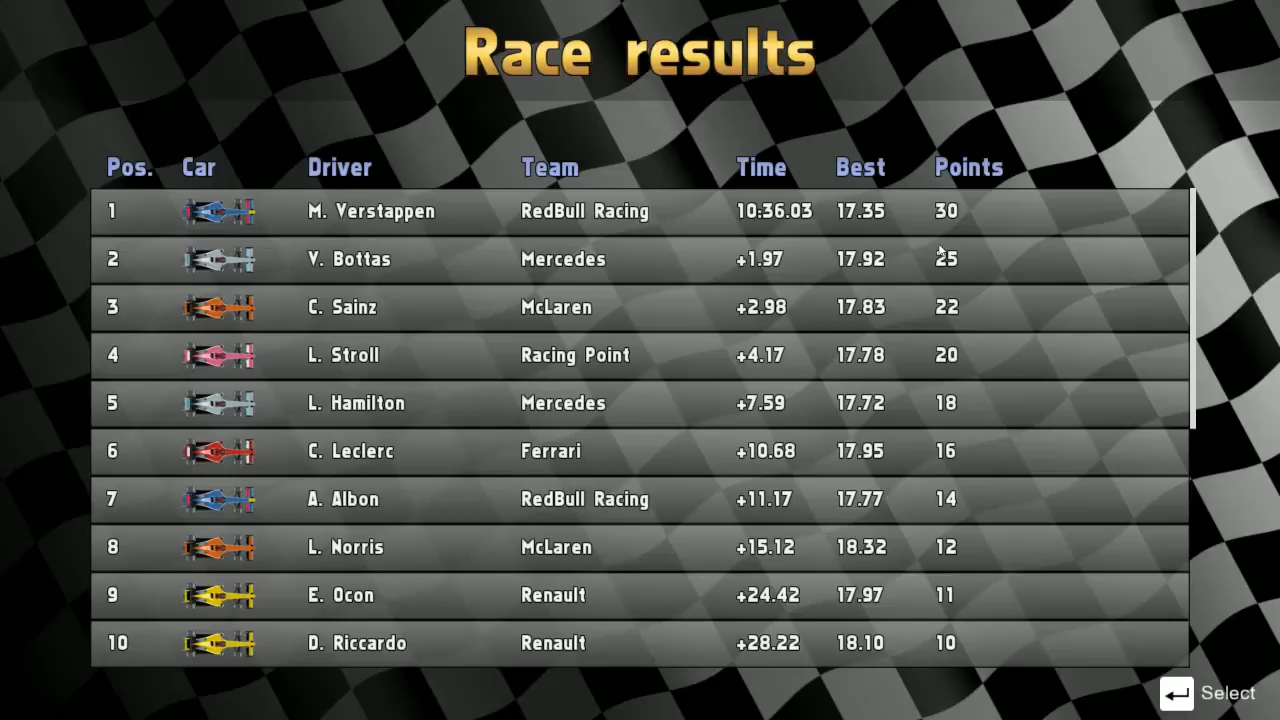 Race results
Pos. Car Driver Team Time Best Points
1 M. Verstappen RedBull Racing 10:36.03 17.35 30
2 V. Bottas Mercedes +1.97 17.92 25
3 C. Sainz McLaren +2.98 17.83 22
4 L. Stroll Racing Point +4.17 17.78 20
5 L. Hamilton Mercedes +7.59 17.72 18
6 C. Leclerc Ferrari +10.68 17.95 16
7 A. Albon RedBull Racing +11.17 17.77 14
8 L. Norris McLaren +15.12 18.32 12
9 E. Ocon Renault +24.42 17.97 11
10 D. Riccardo Renault +28.22 18.10 10
Select